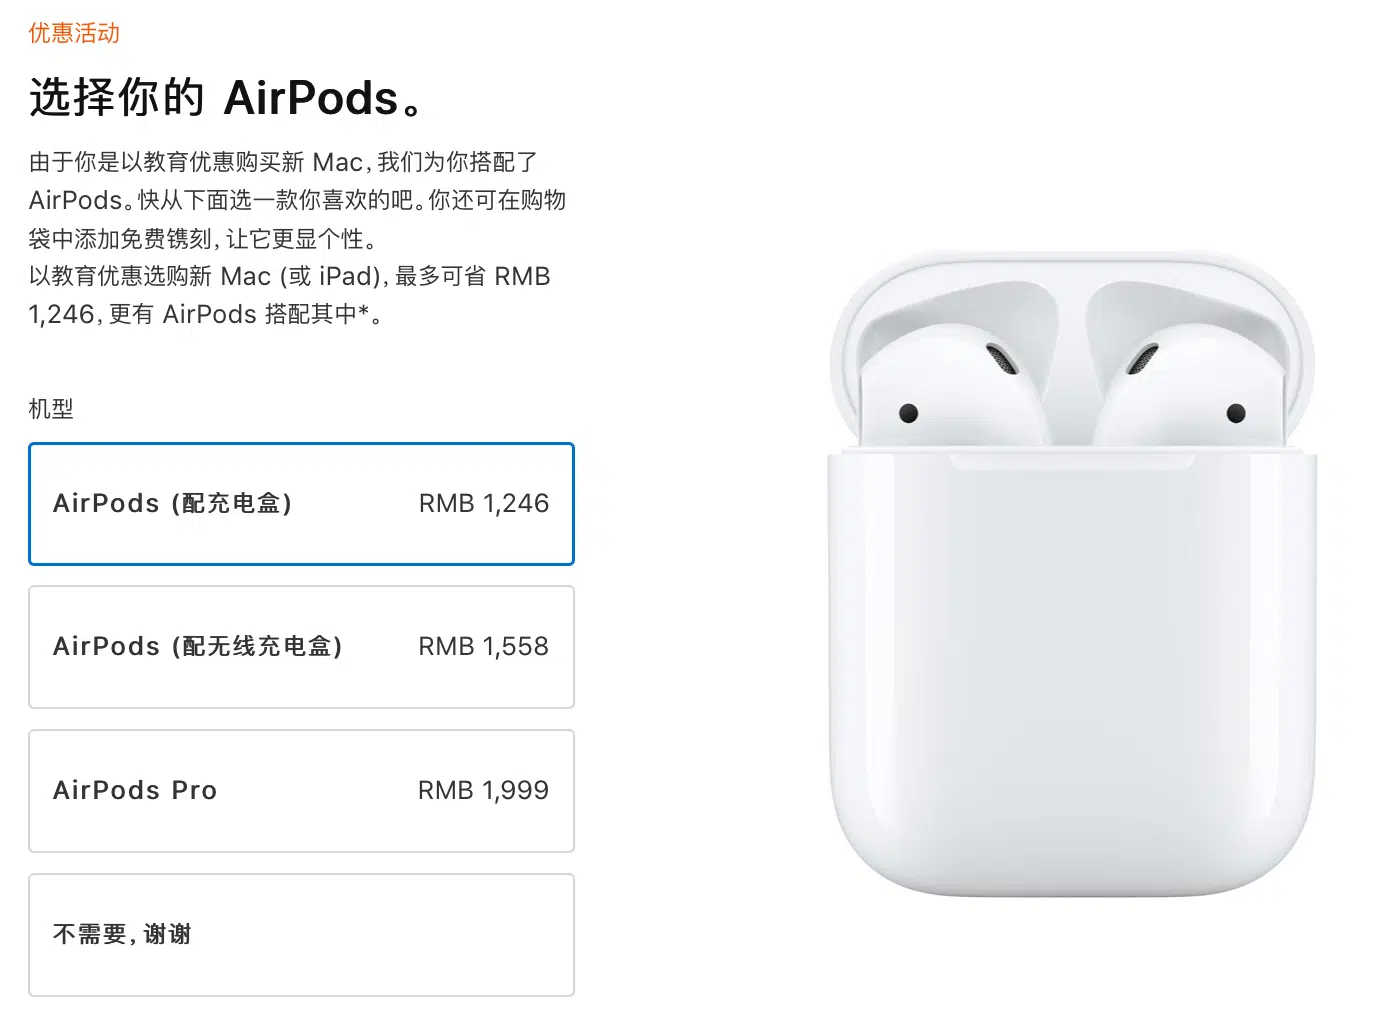 优惠活动
选择你的 AirPods。
由于你是以教育优惠购买新 Mac，我们为你搭配了
AirPods。快从下面选一款你喜欢的吧。你还可在购物
袋中添加免费镌刻，让它更显个性。
以教育优惠选购新 Mac (或 iPad)，最多可省 RMB
1,246，更有 AirPods 搭配其中*。
机型
AirPods (配充电盒) RMB 1,246
AirPods (配无线充电盒) RMB 1,558
AirPods Pro RMB 1,999
不需要，谢谢